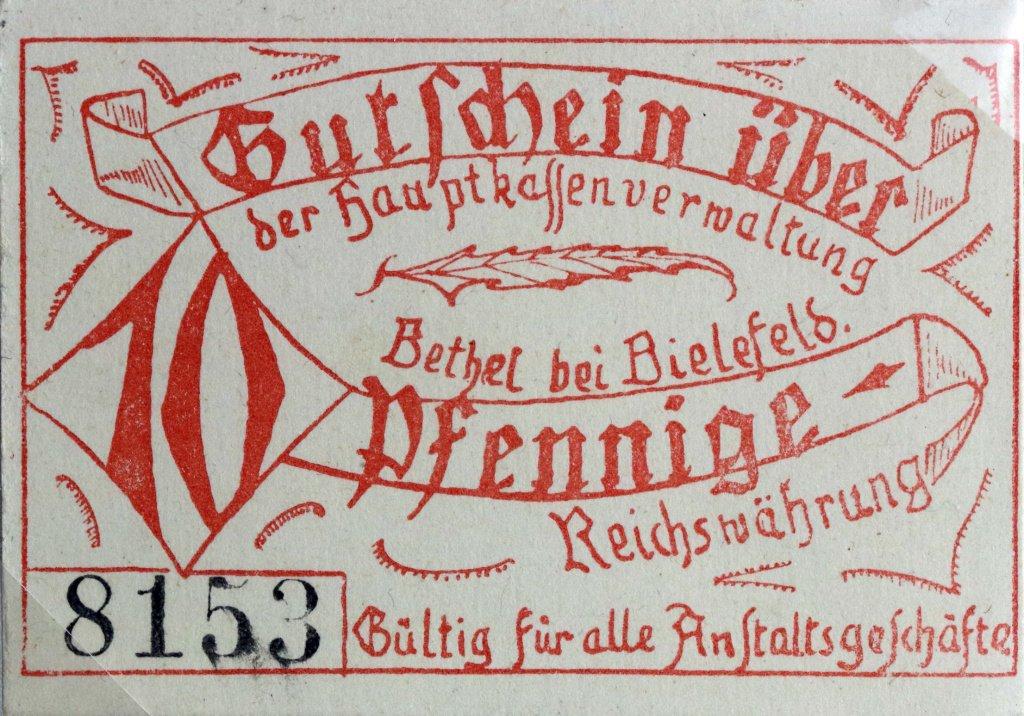 Gutschein über
der Hauptkassenverwaltung
Bethel bei Bielefeld.
10
Pfennige
Reichswährung
8153
Gültig für alle Anstaltsgeschäfte